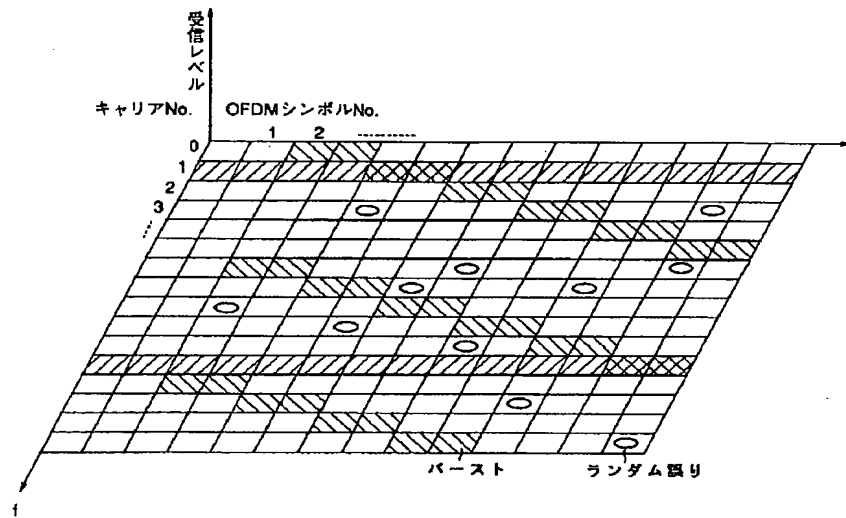 受信レベル
キャリアNo. OFDMシンボルNo.
1 2 ----------
0
1
2
3
バースト
ランダム誤り
f